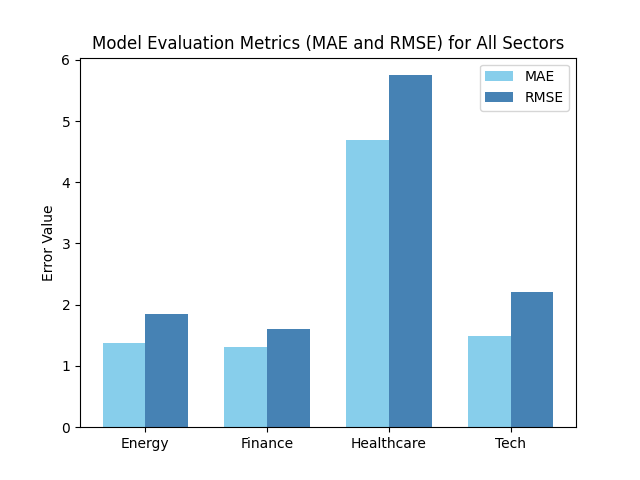 Model Evaluation Metrics (MAE and RMSE) for All Sectors
MAE
RMSE
Error Value
6
5
4
3
2
1
0
Energy Finance Healthcare Tech